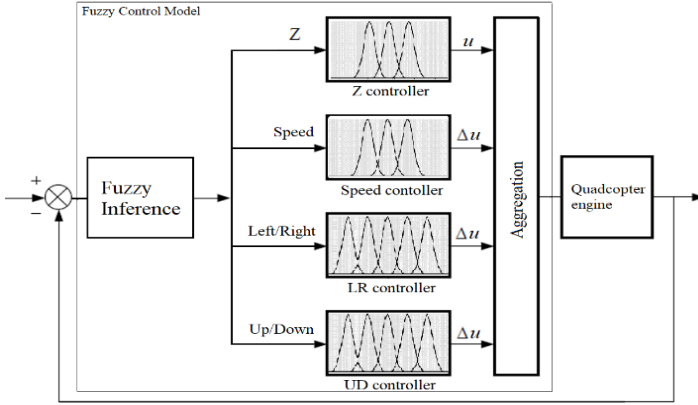 Fuzzy Control Model
Z
u
Z controller
Speed
Δu
Speed contoller
+
−
Fuzzy
Inference
Left/Right
Δu
LR controller
Up/Down
Δu
UD controller
Aggregation
Quadcopter
engine